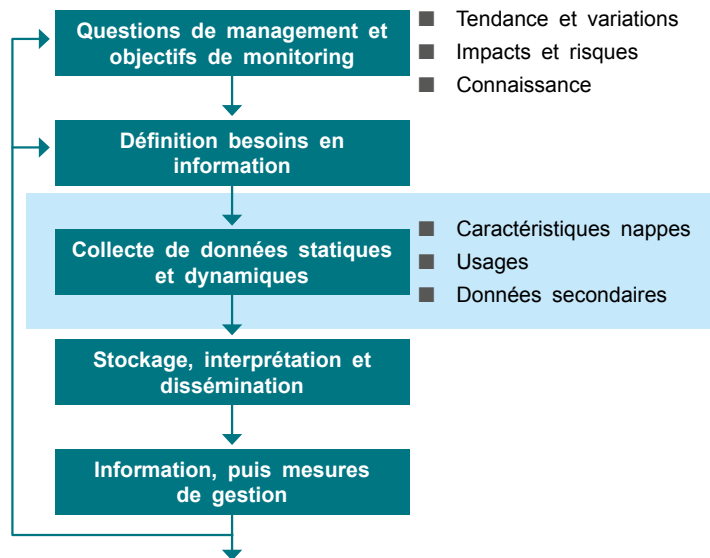 Questions de management et
objectifs de monitoring
Tendance et variations
Impacts et risques
Connaissance
Définition besoins en
information
Collecte de données statiques
et dynamiques
Caractéristiques nappes
Usages
Données secondaires
Stockage, interprétation et
dissémination
Information, puis mesures
de gestion